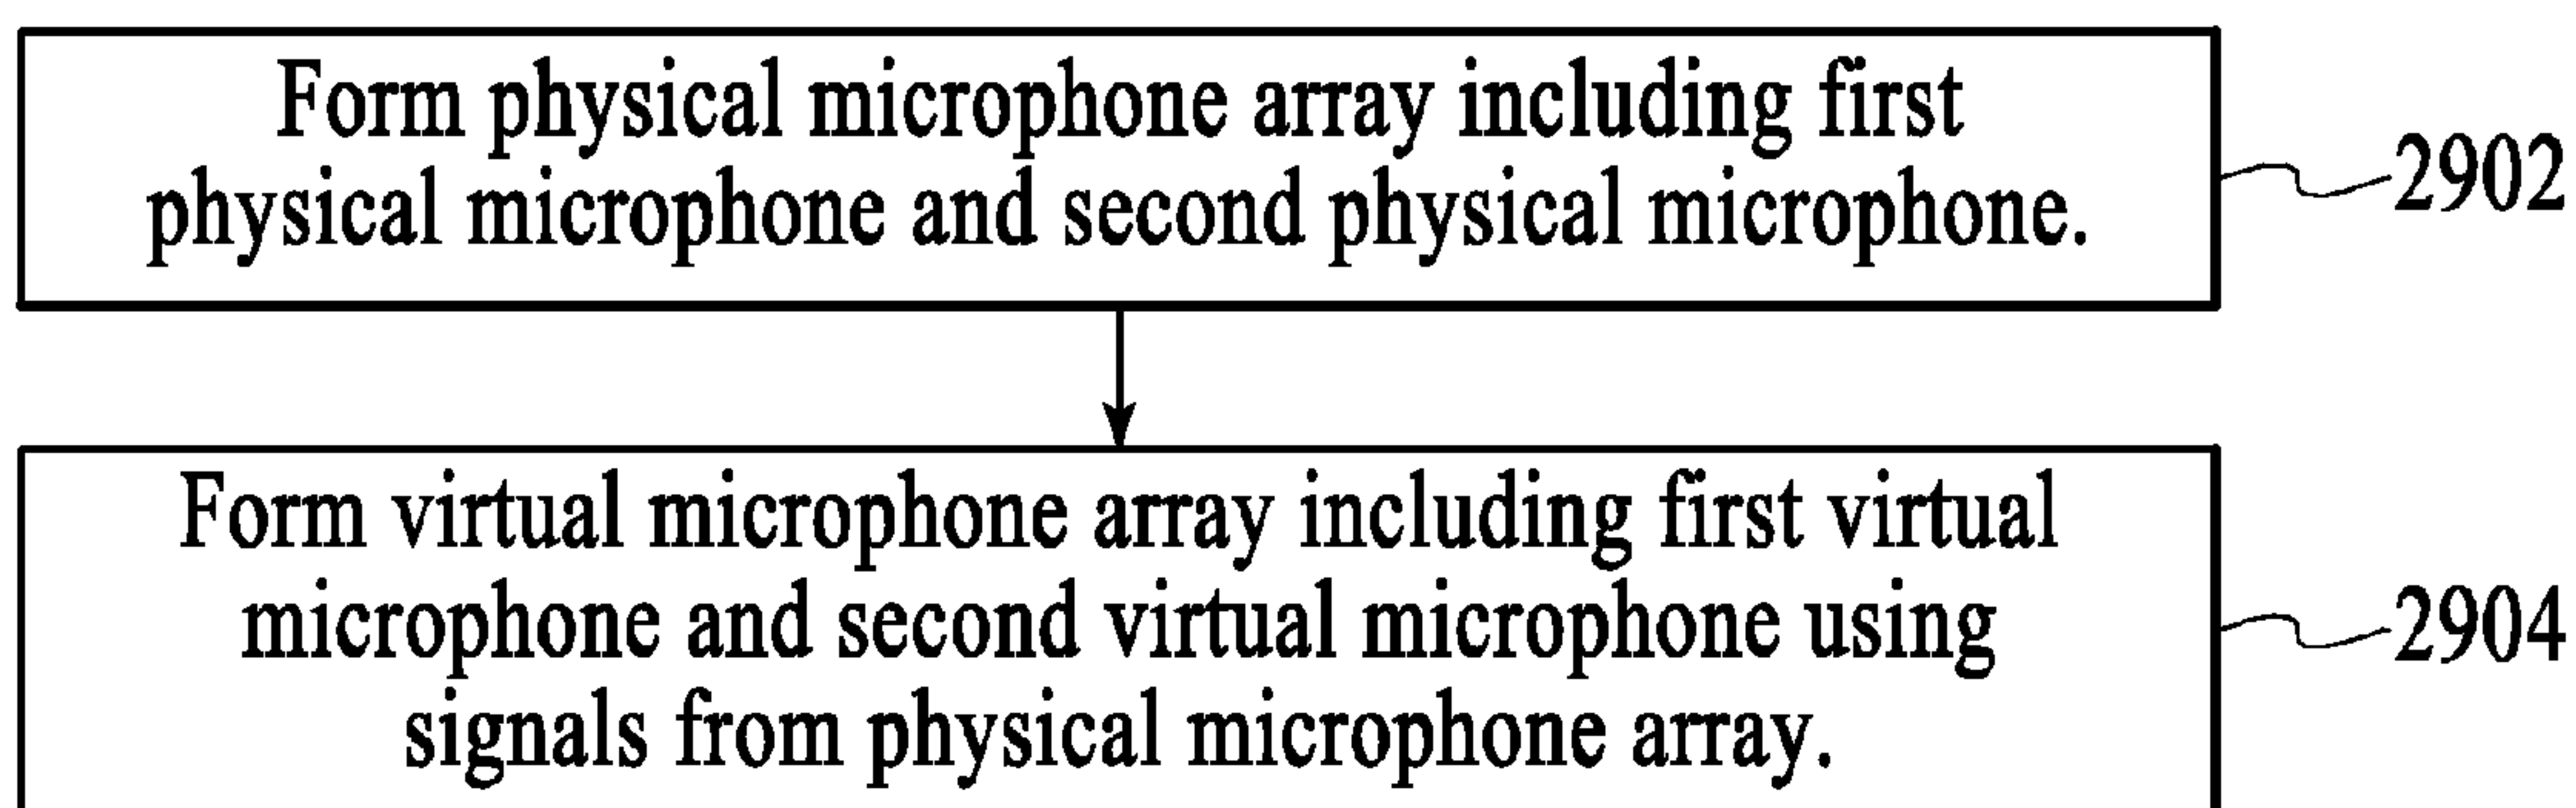 Form physical microphone array including first
physical microphone and second physical microphone.
2902
Form virtual microphone array including first virtual
microphone and second virtual microphone using
signals from physical microphone array.
2904